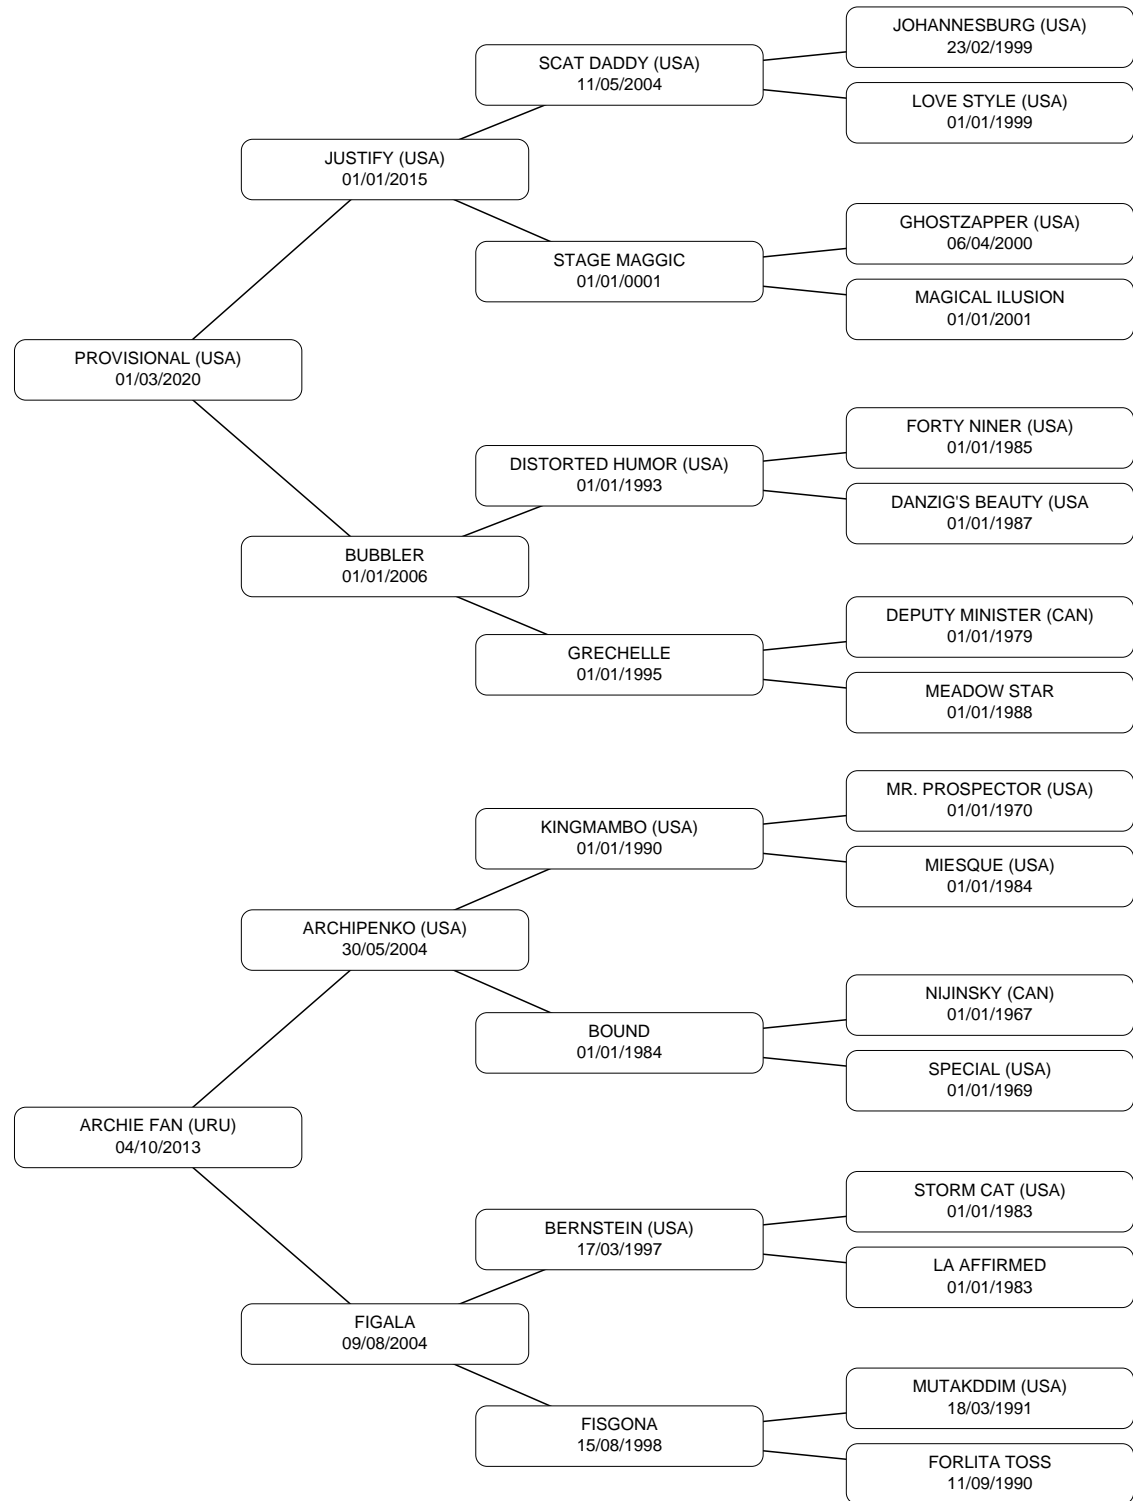 JOHANNESBURG (USA)
23/02/1999
SCAT DADDY (USA)
11/05/2004
LOVE STYLE (USA)
01/01/1999
JUSTIFY (USA)
01/01/2015
GHOSTZAPPER (USA)
06/04/2000
STAGE MAGGIC
01/01/0001
MAGICAL ILUSION
01/01/2001
PROVISIONAL (USA)
01/03/2020
FORTY NINER (USA)
01/01/1985
DISTORTED HUMOR (USA)
01/01/1993
DANZIG'S BEAUTY (USA
01/01/1987
BUBBLER
01/01/2006
DEPUTY MINISTER (CAN)
01/01/1979
GRECHELLE
01/01/1995
MEADOW STAR
01/01/1988
MR. PROSPECTOR (USA)
01/01/1970
KINGMAMBO (USA)
01/01/1990
MIESQUE (USA)
01/01/1984
ARCHIPENKO (USA)
30/05/2004
NIJINSKY (CAN)
01/01/1967
BOUND
01/01/1984
SPECIAL (USA)
01/01/1969
ARCHIE FAN (URU)
04/10/2013
STORM CAT (USA)
01/01/1983
BERNSTEIN (USA)
17/03/1997
LA AFFIRMED
01/01/1983
FIGALA
09/08/2004
MUTAKDDIM (USA)
18/03/1991
FISGONA
15/08/1998
FORLITA TOSS
11/09/1990